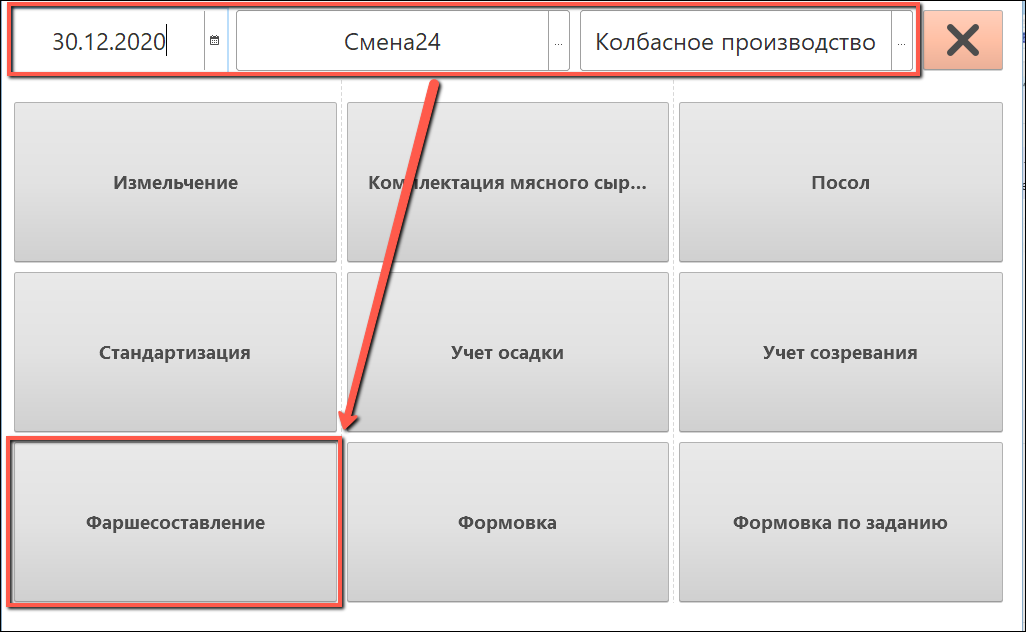 30.12.2020 Смена24 ... Колбасное производство ...
Измельчение Комплектация мясного сыр... Посол
Стандартизация Учет осадки Учет созревания
Фаршесоставление Формовка Формовка по заданию